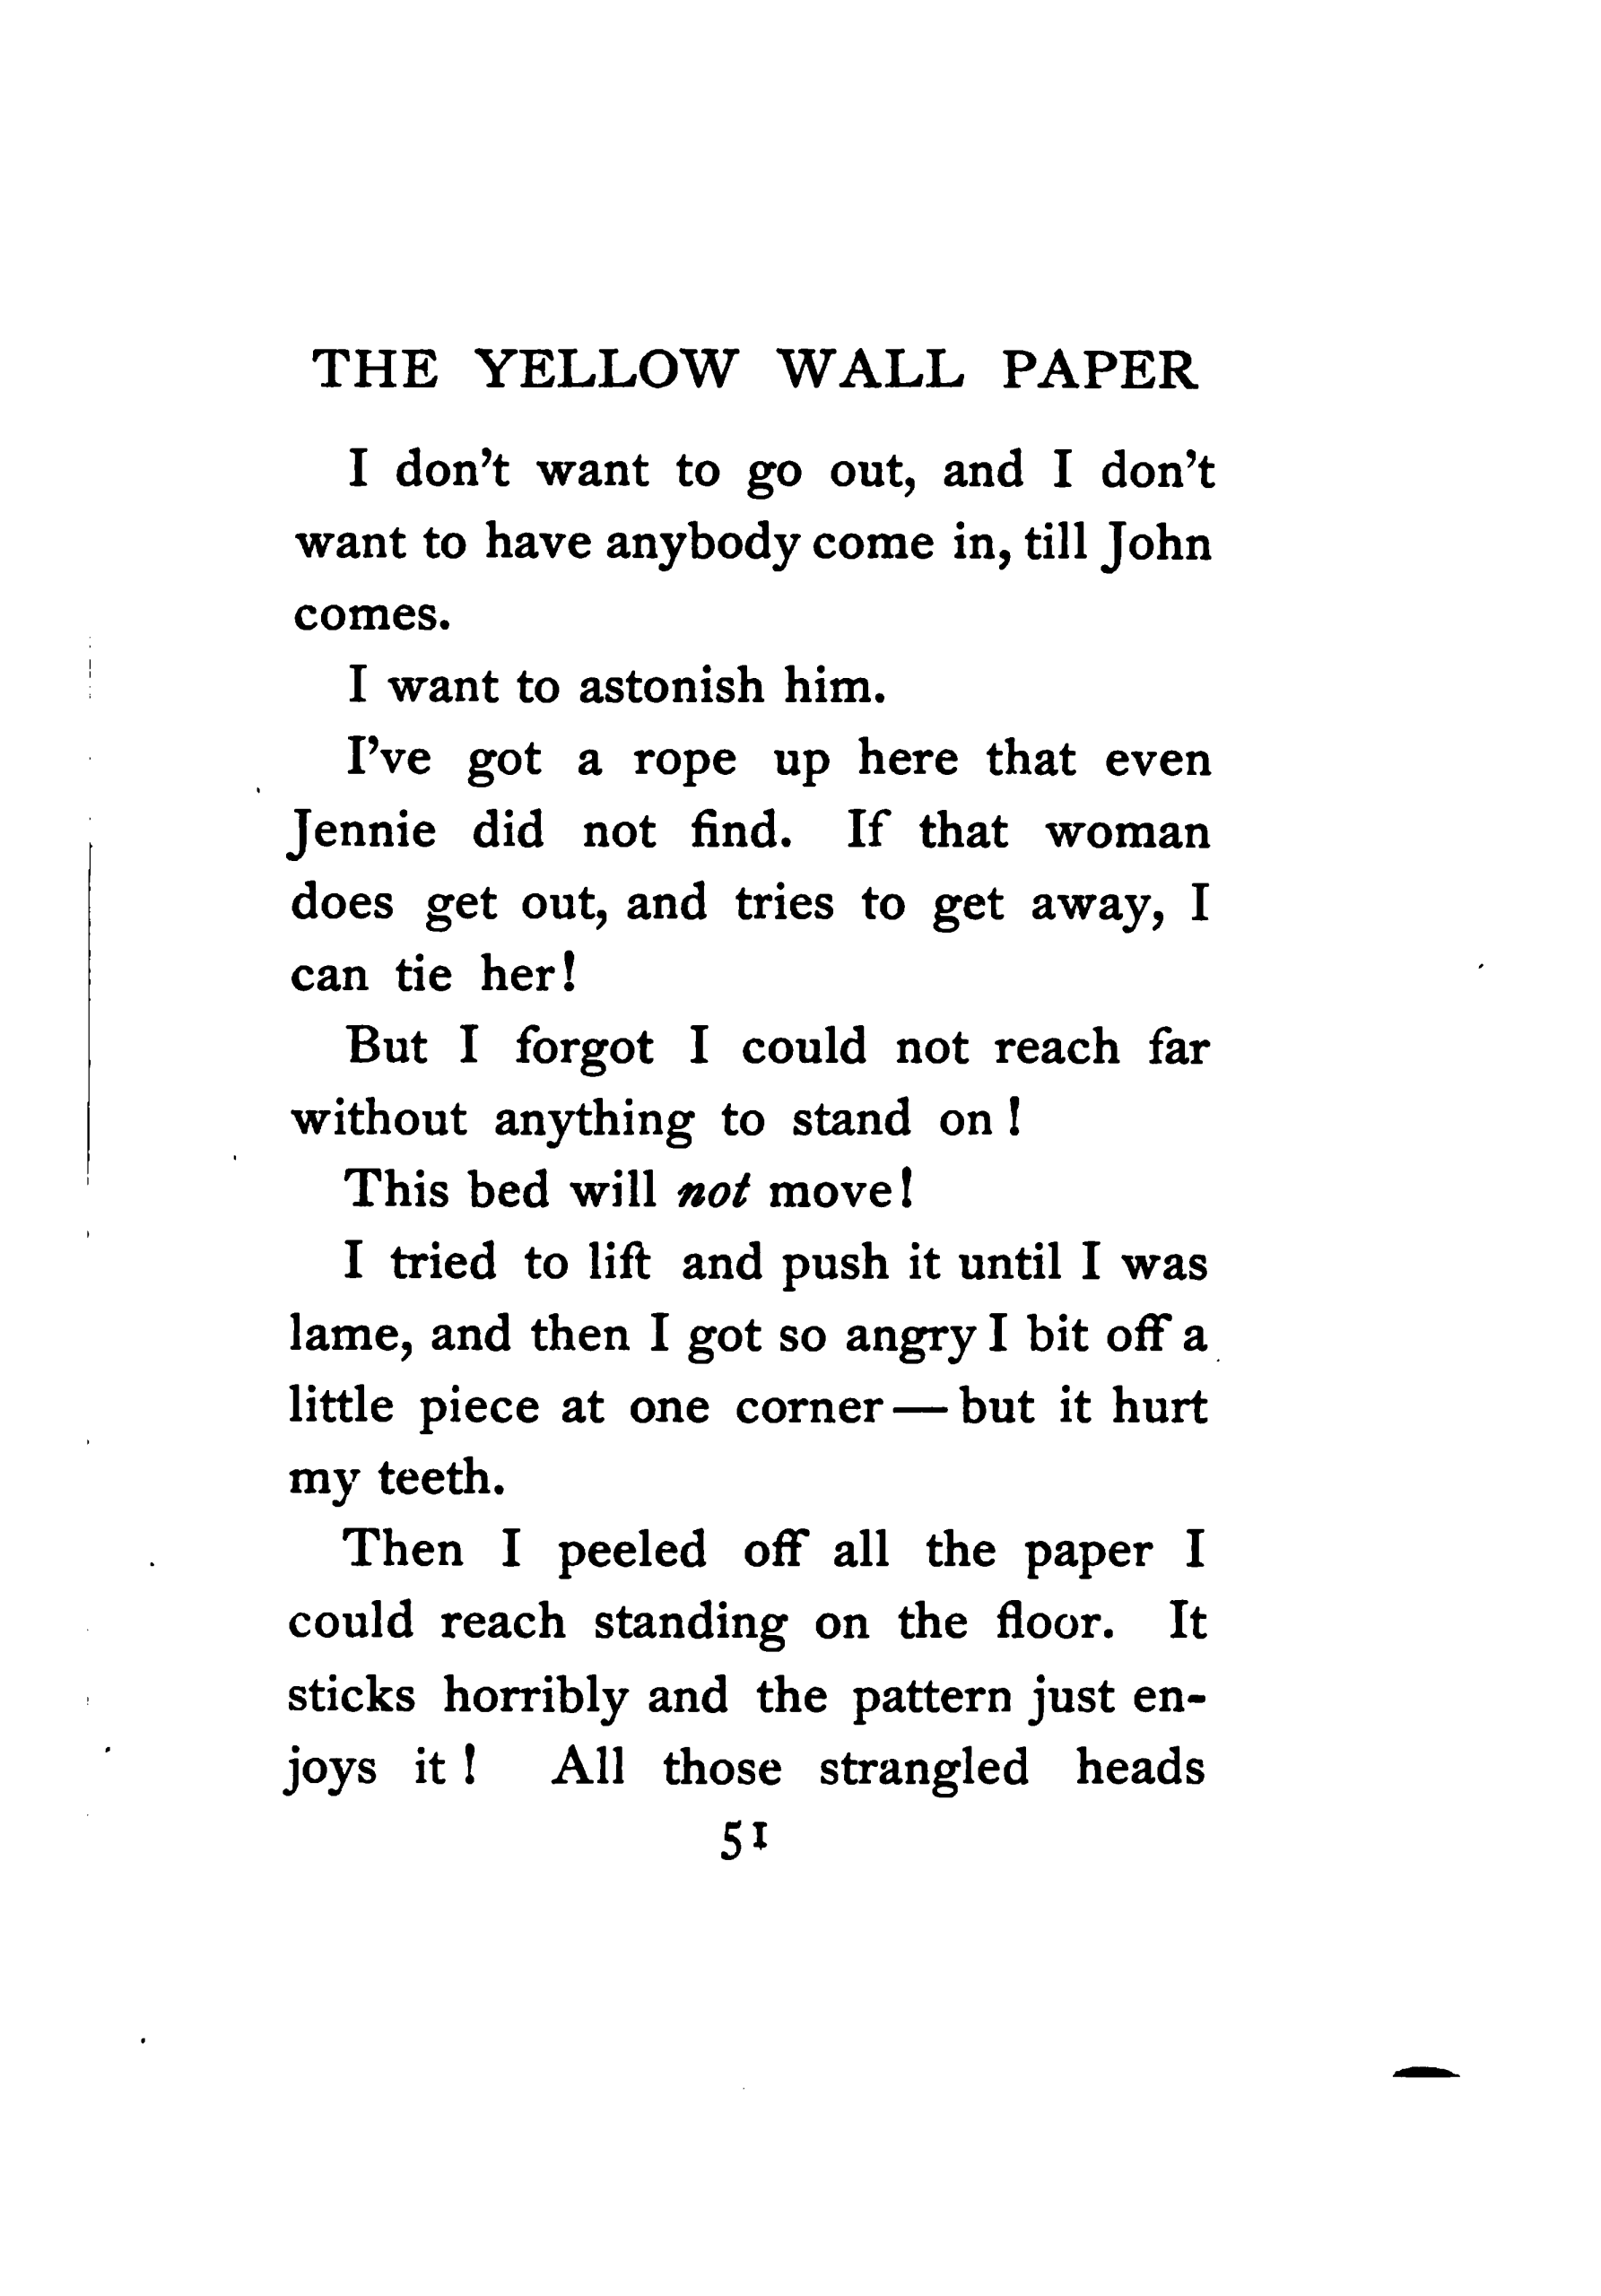 THE YELLOW WALL PAPER
I don't want to go out, and I don't
want to have anybody come in, till John
comes.
I want to astonish him.
I've got a rope up here that even
Jennie did not find. If that woman
does get out, and tries to get away, I
can tie her!
But I forgot I could not reach far
without anything to stand on!
This bed will not move!
I tried to lift and push it until I was
lame, and then I got so angry I bit off a
little piece at one corner—but it hurt
my teeth.
Then I peeled off all the paper I
could reach standing on the floor. It
sticks horribly and the pattern just en-
joys it! All those strangled heads
51